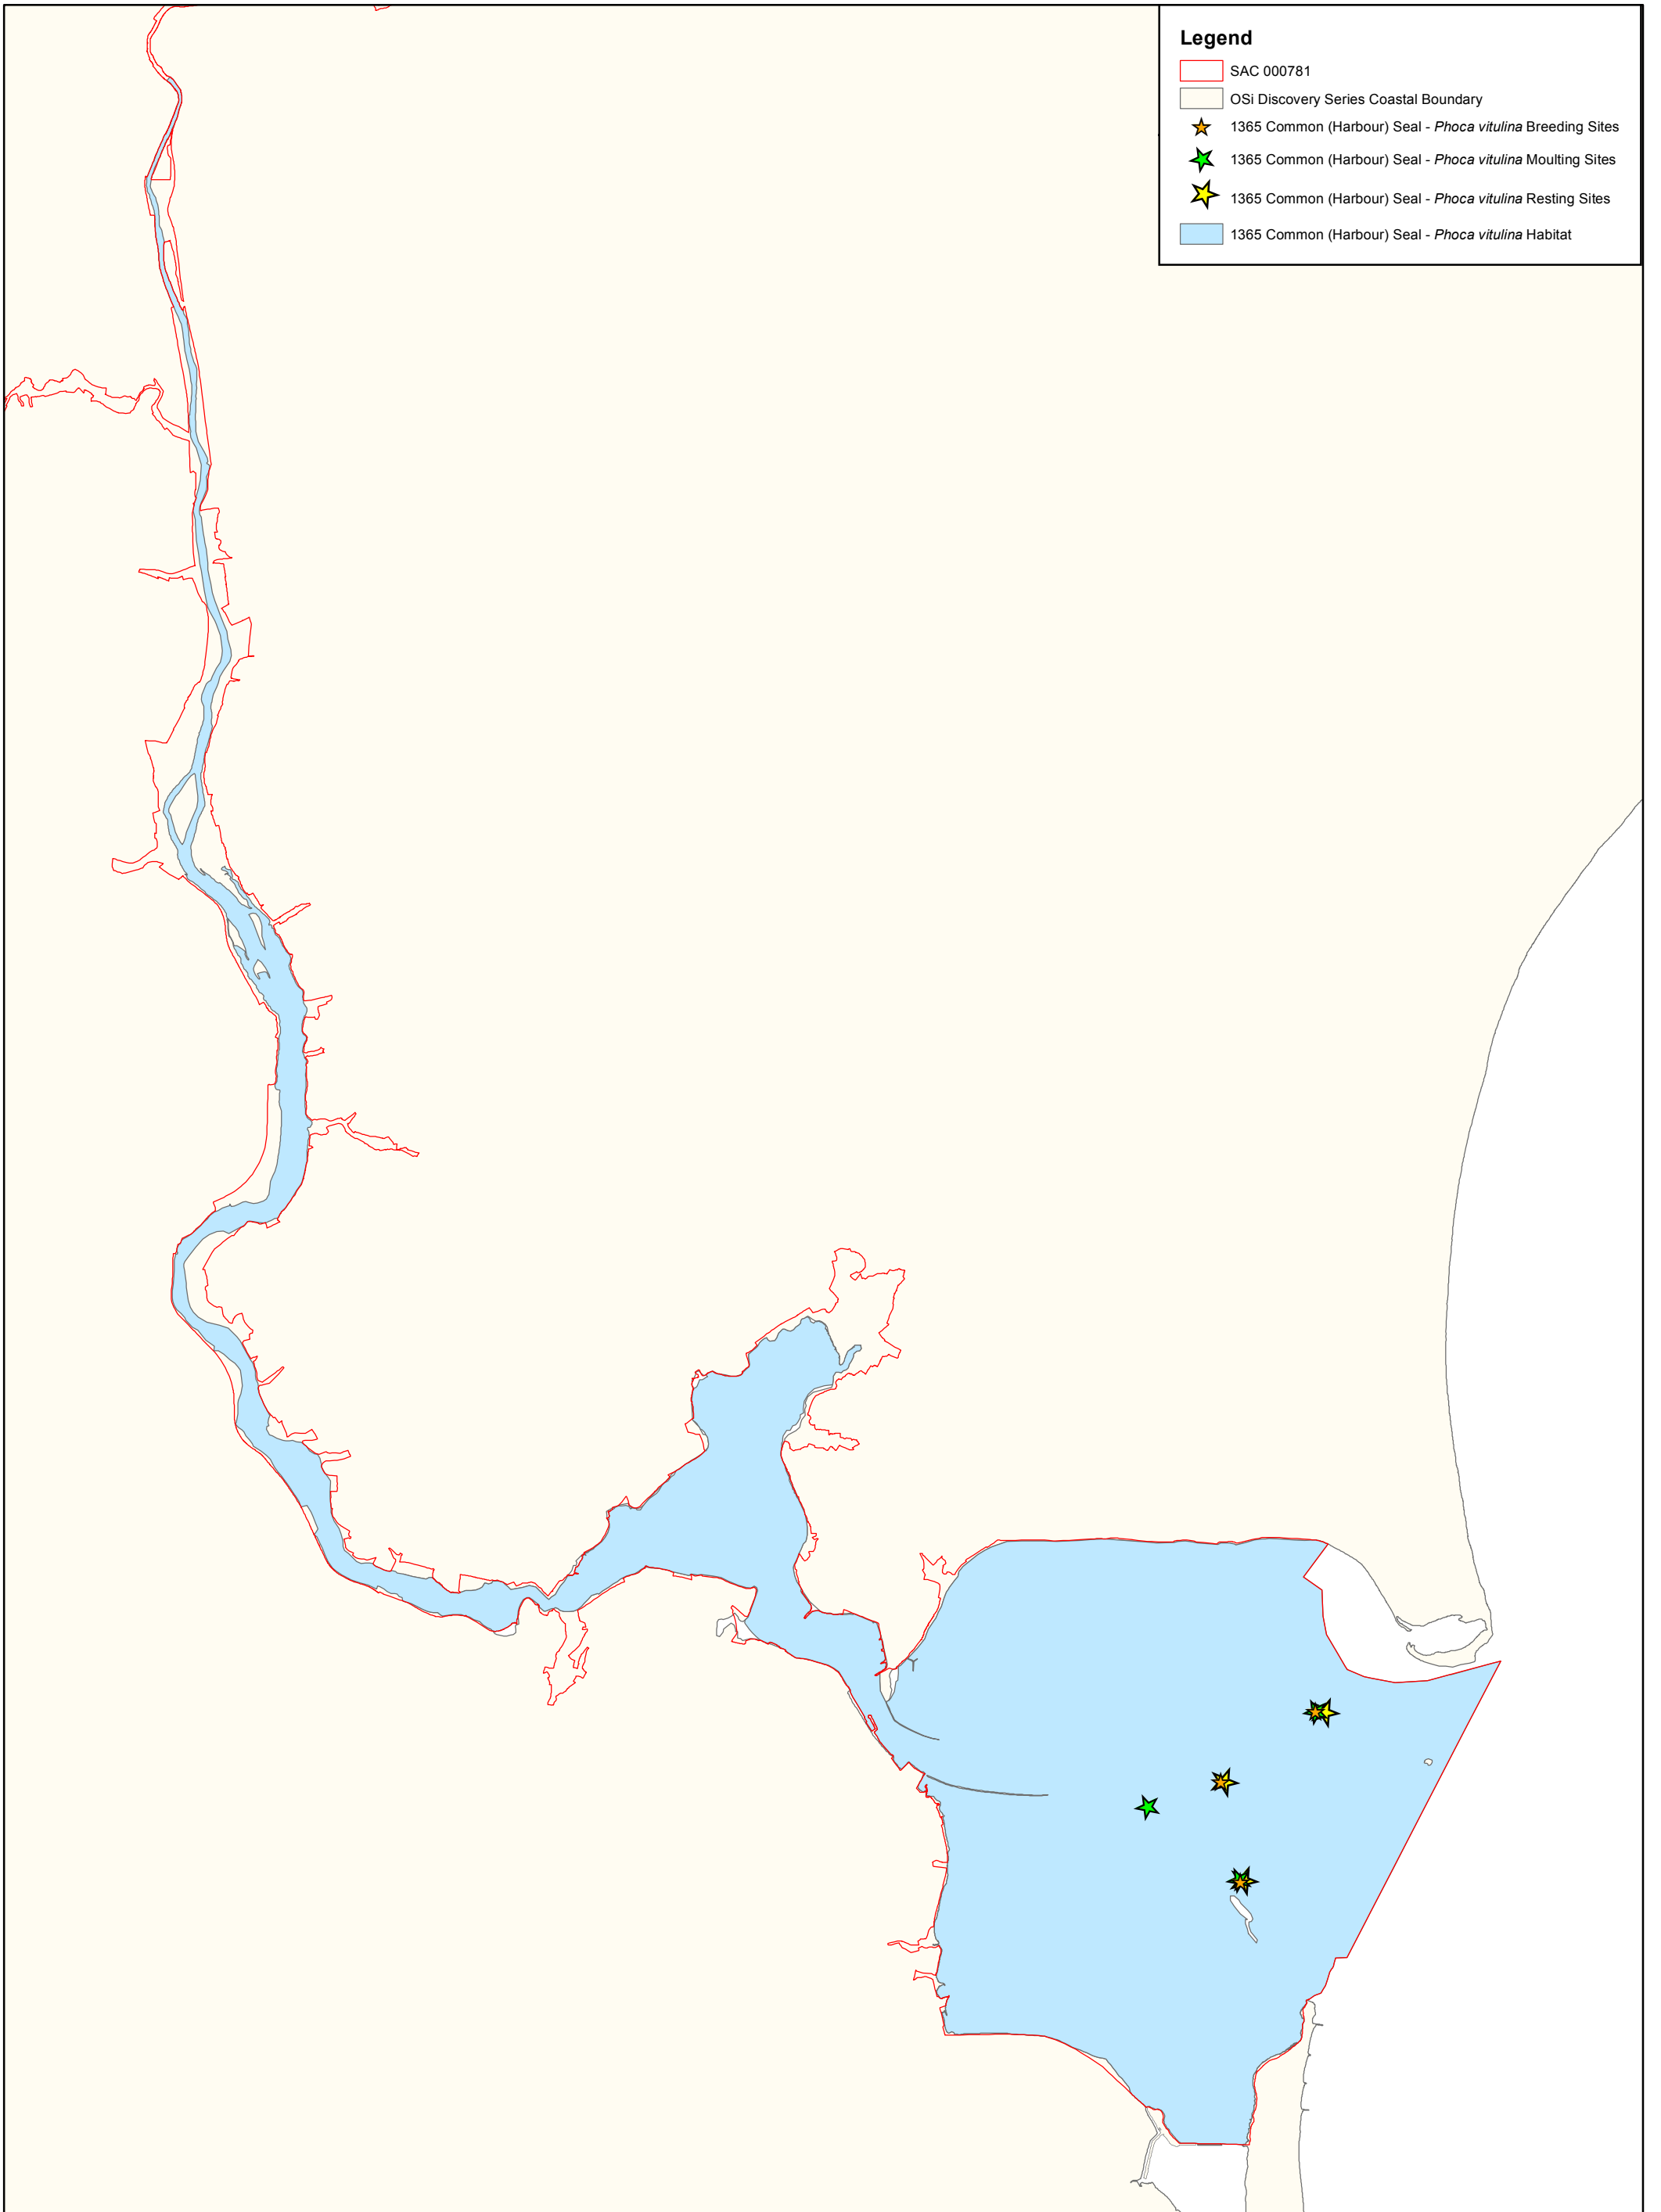 Legend
SAC 000781
OSi Discovery Series Coastal Boundary
1365 Common (Harbour) Seal - Phoca vitulina Breeding Sites
1365 Common (Harbour) Seal - Phoca vitulina Moulting Sites
1365 Common (Harbour) Seal - Phoca vitulina Resting Sites
1365 Common (Harbour) Seal - Phoca vitulina Habitat